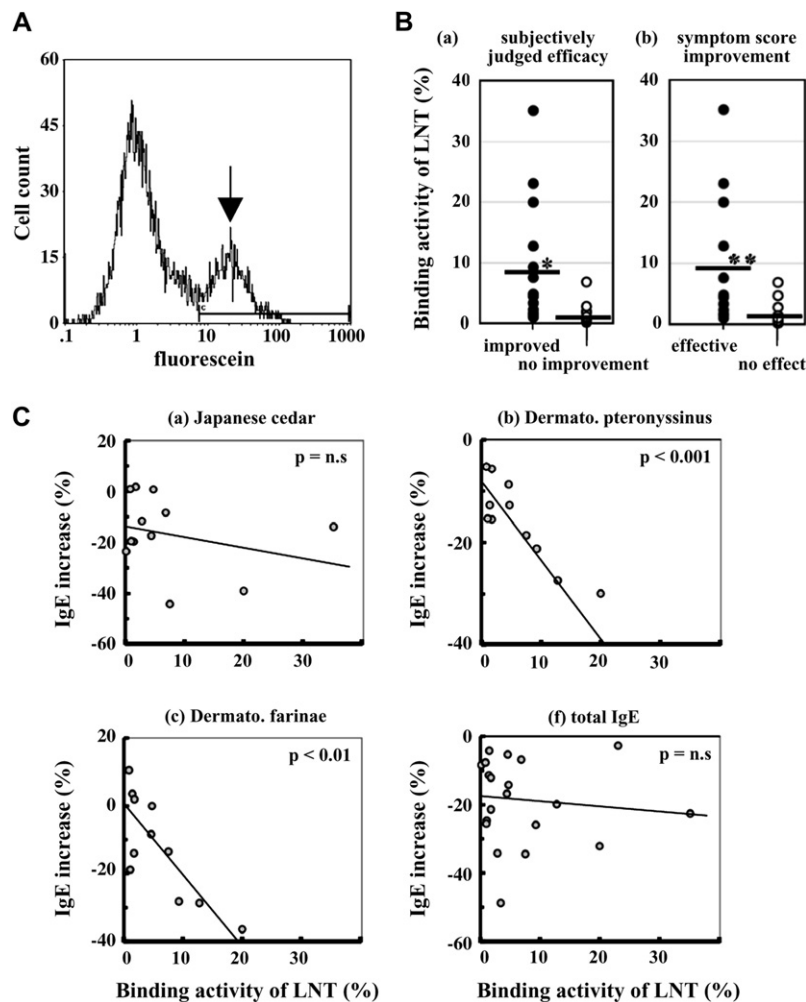 A
60
45
30
15
0
Cell count
.1 1 10 100 1000
fluorescein
B
(a) subjectively
judged efficacy
(b) symptom score
improvement
Binding activity of LNT (%)
40
30
20
10
0
*
improved
no improvement
40
30
20
10
0
**
effective
no effect
C
(a) Japanese cedar
p = n.s
IgE increase (%)
20
0
-20
-40
-60
0 10 20 30
(b) Dermato. pteronyssinus
p < 0.001
IgE increase (%)
0
-20
-40
0 10 20 30
(c) Dermato. farinae
p < 0.01
IgE increase (%)
20
0
-20
-40
0 10 20 30
Binding activity of LNT (%)
(f) total IgE
p = n.s
IgE increase (%)
0
-20
-40
-60
0 10 20 30
Binding activity of LNT (%)